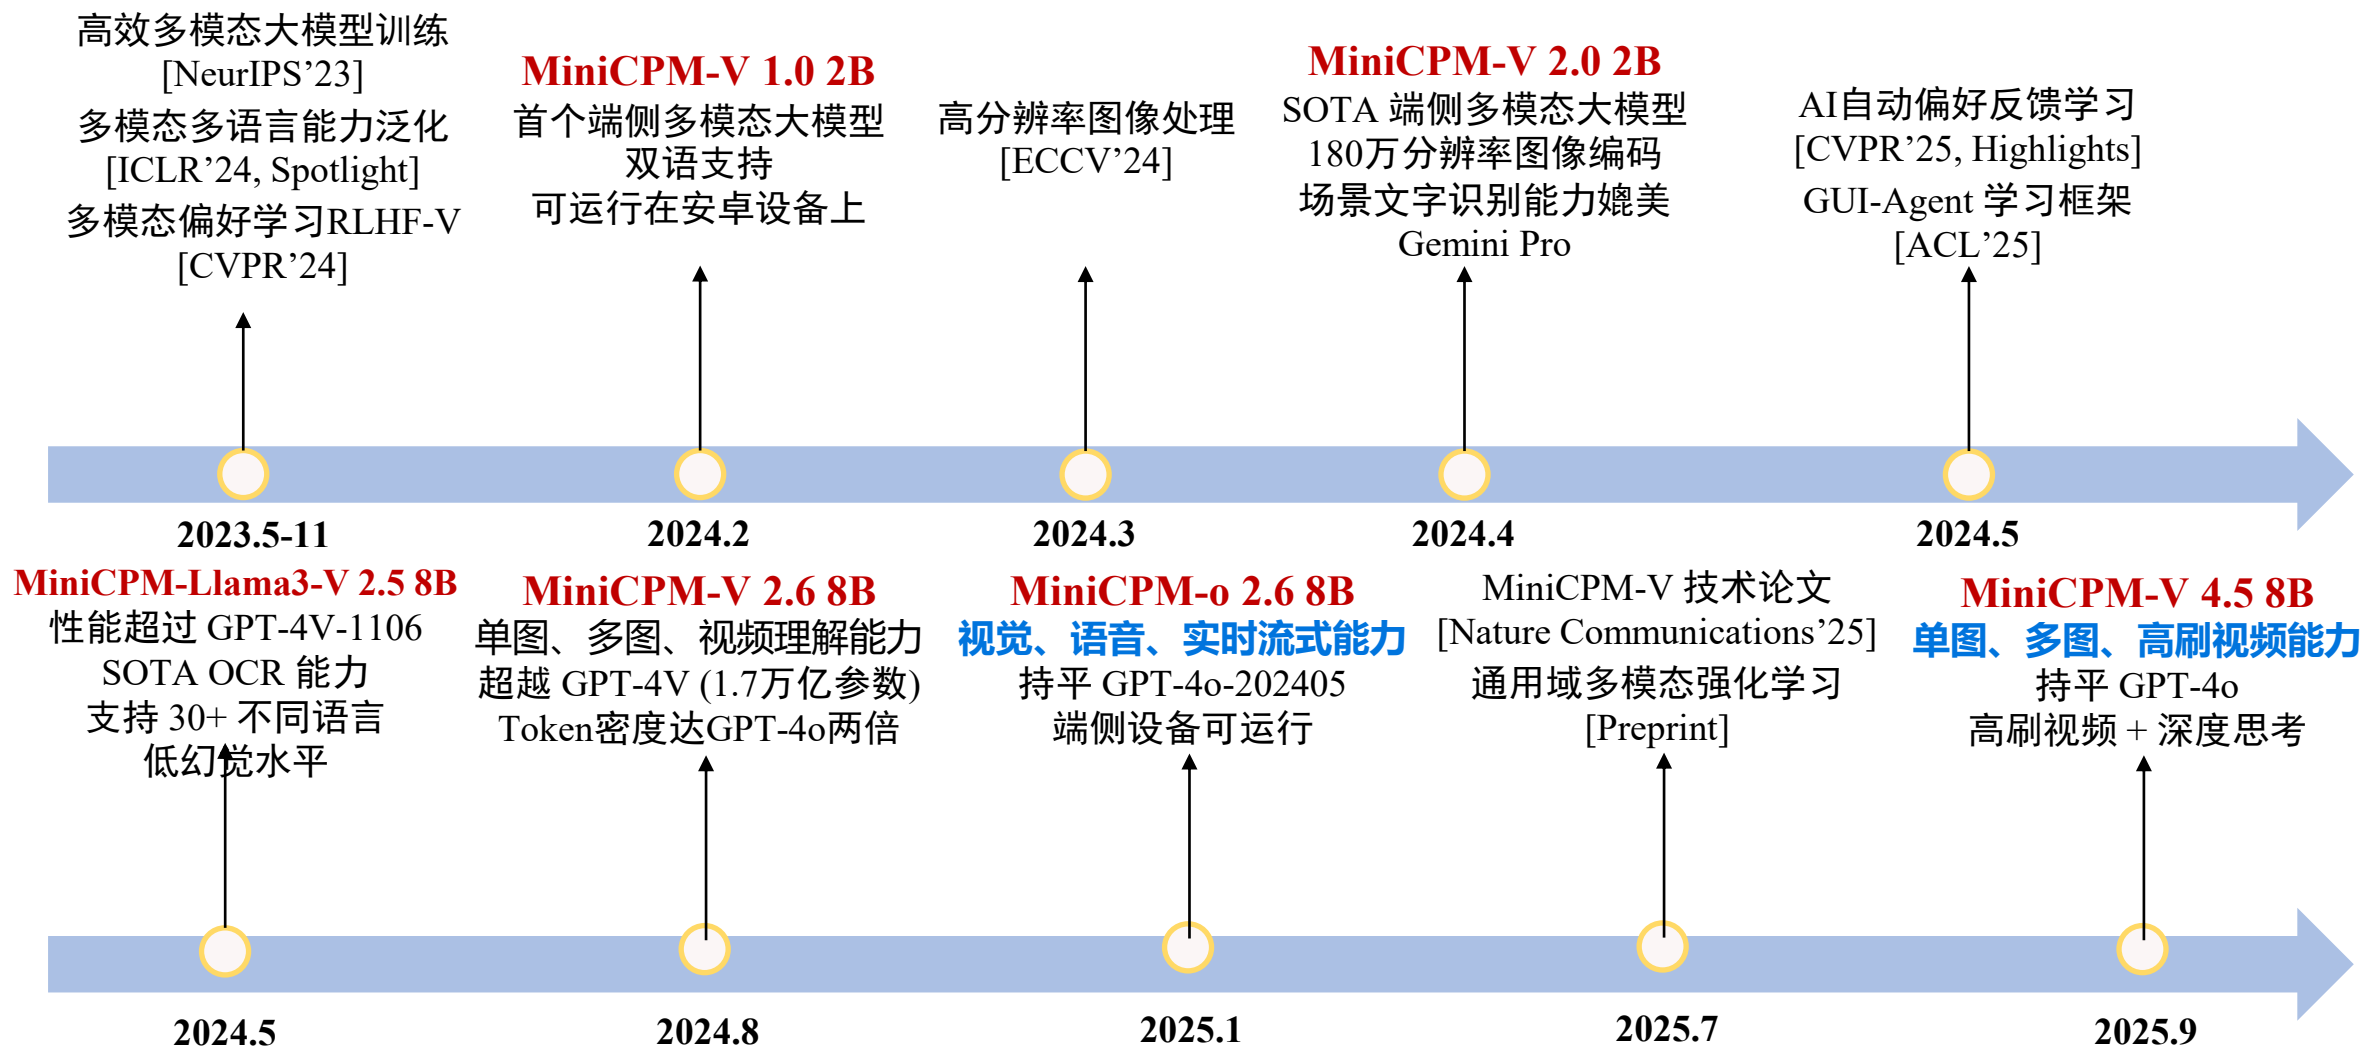 高效多模态大模型训练
[NeurIPS’23]
多模态多语言能力泛化
[ICLR’24, Spotlight]
多模态偏好学习RLHF-V
[CVPR’24]
2023.5-11
MiniCPM-V 1.0 2B
首个端侧多模态大模型
双语支持
可运行在安卓设备上
2024.2
高分辨率图像处理
[ECCV’24]
2024.3
MiniCPM-V 2.0 2B
SOTA 端侧多模态大模型
180万分辨率图像编码
场景文字识别能力媲美
Gemini Pro
2024.4
AI自动偏好反馈学习
[CVPR’25, Highlights]
GUI-Agent 学习框架
[ACL’25]
2024.5
MiniCPM-Llama3-V 2.5 8B
性能超过 GPT-4V-1106
SOTA OCR 能力
支持 30+ 不同语言
低幻觉水平
2024.5
MiniCPM-V 2.6 8B
单图、多图、视频理解能力
超越 GPT-4V (1.7万亿参数)
Token密度达GPT-4o两倍
2024.8
MiniCPM-o 2.6 8B
视觉、语音、实时流式能力
持平 GPT-4o-202405
端侧设备可运行
2025.1
MiniCPM-V 技术论文
[Nature Communications’25]
通用域多模态强化学习
[Preprint]
2025.7
MiniCPM-V 4.5 8B
单图、多图、高刷视频能力
持平 GPT-4o
高刷视频 + 深度思考
2025.9